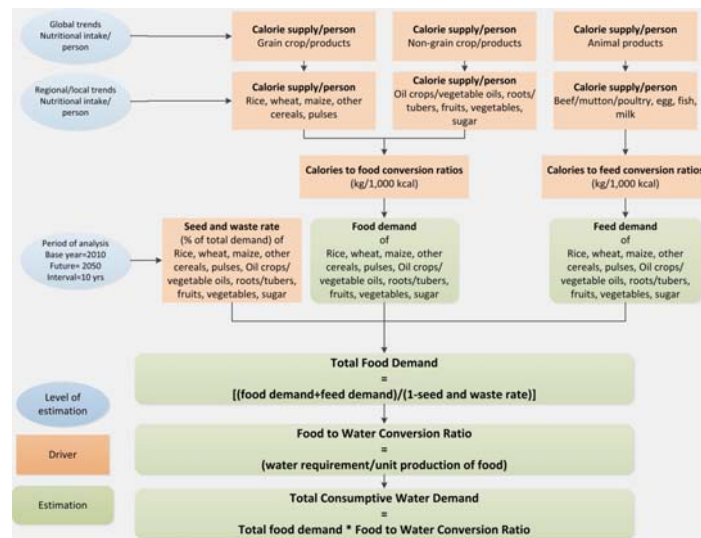 Global trends
Nutritional intake/
person
Calorie supply/person
Grain crop/products
Calorie supply/person
Non-grain crop/products
Calorie supply/person
Animal products
Regional/local trends
Nutritional intake/
person
Calorie supply/person
Rice, wheat, maize, other
cereals, pulses
Calorie supply/person
Oil crops/vegetable oils, roots/
tubers, fruits, vegetables,
sugar
Calorie supply/person
Beef/mutton/poultry, egg, fish,
milk
Calories to food conversion ratios
(kg/1,000 kcal)
Calories to feed conversion ratios
(kg/1,000 kcal)
Period of analysis
Base year=2010
Future= 2050
Interval=10 yrs
Seed and waste rate
(% of total demand) of
Rice, wheat, maize, other
cereals, pulses, Oil crops/
vegetable oils, roots/tubers,
fruits, vegetables, sugar
Food demand
of
Rice, wheat, maize, other
cereals, pulses, Oil crops/
vegetable oils, roots/tubers,
fruits, vegetables, sugar
Feed demand
of
Rice, wheat, maize, other
cereals, pulses, Oil crops/
vegetable oils, roots/tubers,
fruits, vegetables, sugar
Total Food Demand
=
[(food demand+feed demand)/(1-seed and waste rate)]
Food to Water Conversion Ratio
=
(water requirement/unit production of food)
Total Consumptive Water Demand
=
Total food demand * Food to Water Conversion Ratio
Level of
estimation
Driver
Estimation